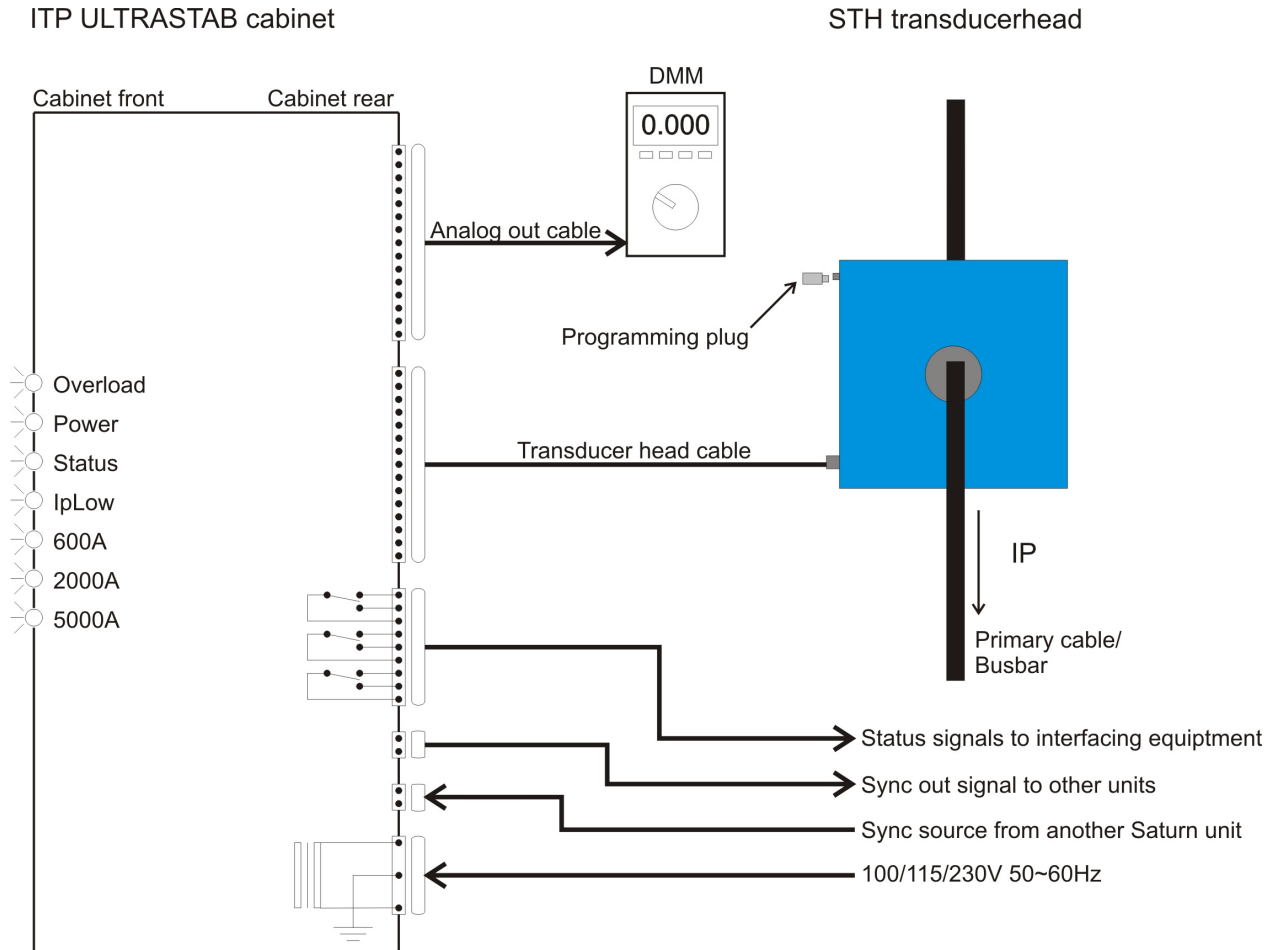 ITP ULTRASTAB cabinet
STH transducerhead
DMM
Cabinet front
Cabinet rear
0.000
Analog out cable
Programming plug
Overload
Power
Status
IpLow
600A
2000A
5000A
Transducer head cable
IP
Primary cable/
Busbar
Status signals to interfacing equiptment
Sync out signal to other units
Sync source from another Saturn unit
100/115/230V 50~60Hz